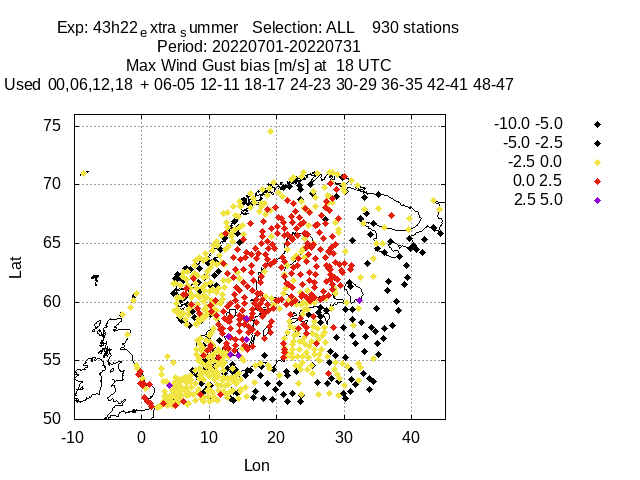 Exp: 43h22extrasummer   Selection: ALL    930 stations
Period: 20220701-20220731
Max Wind Gust bias [m/s] at  18 UTC
Used 00,06,12,18  + 06-05 12-11 18-17 24-23 30-29 36-35 42-41 48-47
-10.0 -5.0
-5.0 -2.5
-2.5 0.0
0.0 2.5
2.5 5.0
75
70
65
60
55
50
Lat
-10 0 10 20 30 40
Lon